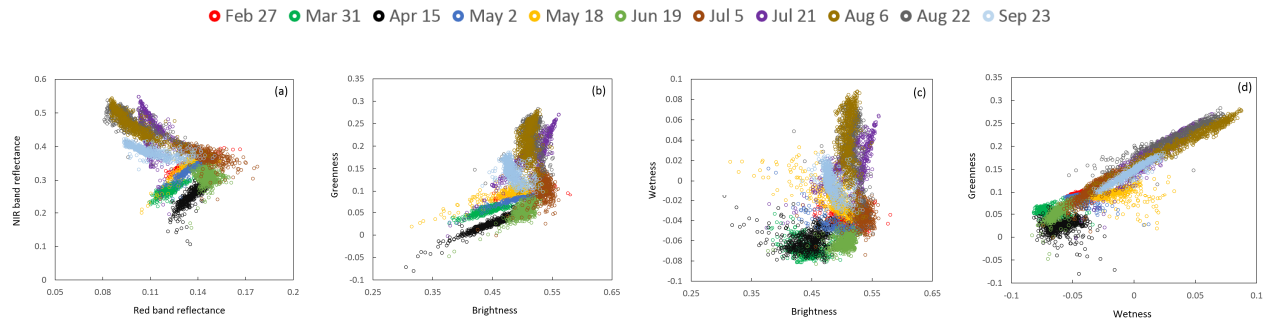 Feb 27 Mar 31 Apr 15 May 2 May 18 Jun 19 Jul 5 Jul 21 Aug 6 Aug 22 Sep 23
(a)
NIR band reflectance
0.6
0.5
0.4
0.3
0.2
0.1
0
0.05 0.08 0.11 0.14 0.17 0.2
Red band reflectance
(b)
Greenness
0.35
0.3
0.25
0.2
0.15
0.1
0.05
0
-0.05
-0.1
0.25 0.35 0.45 0.55 0.65
Brightness
(c)
Wetness
0.1
0.08
0.06
0.04
0.02
0
-0.02
-0.04
-0.06
-0.08
-0.1
0.25 0.35 0.45 0.55 0.65
Brightness
(d)
Greenness
0.35
0.3
0.25
0.2
0.15
0.1
0.05
0
-0.05
-0.1
-0.1 -0.05 0 0.05 0.1
Wetness